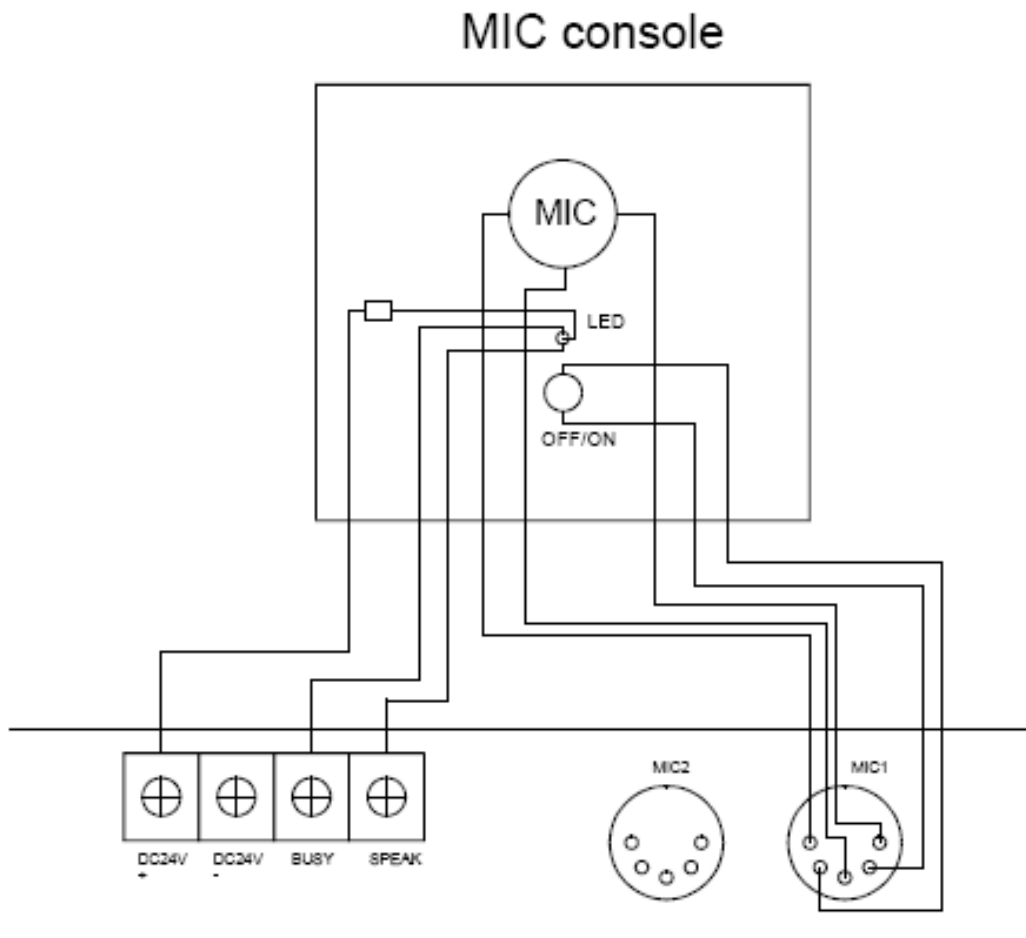 MIC console
MIC
LED
OFF/ON
MIC2
MIC1
DC24V
+
DC24V
-
BUSY
SPEAK